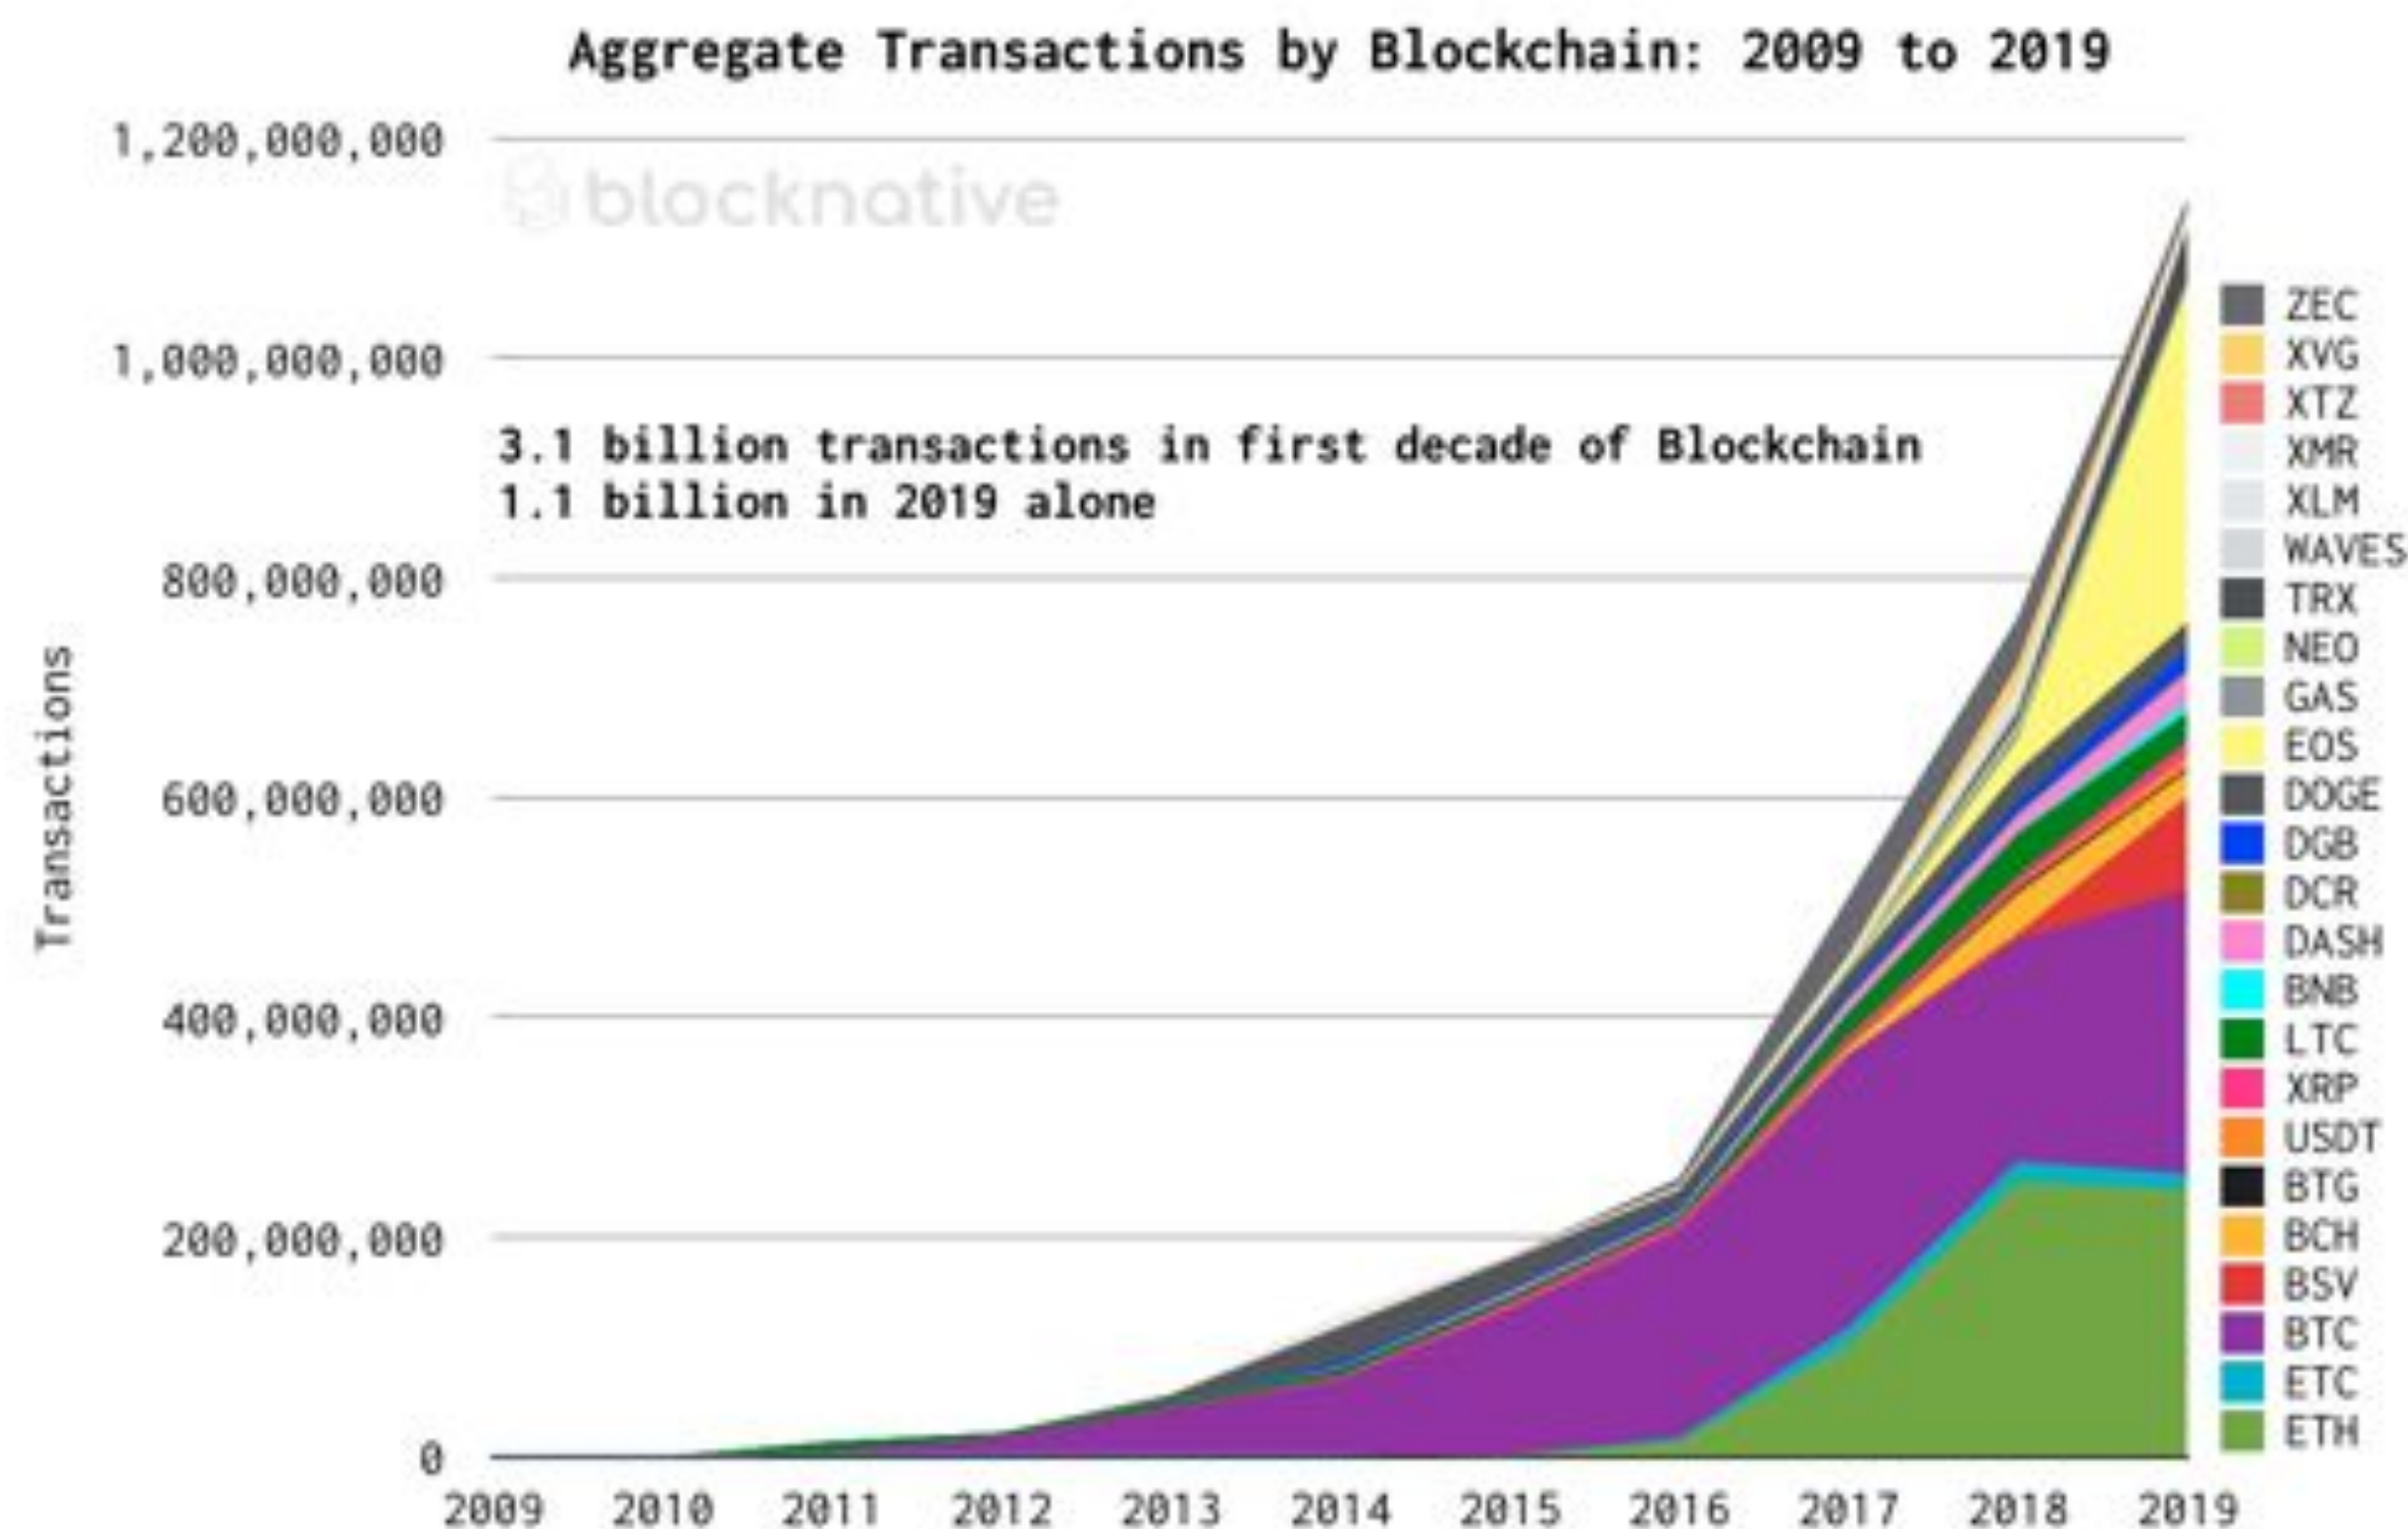 Aggregate Transactions by Blockchain: 2009 to 2019
1,200,000,000
blocknative
1,000,000,000
3.1 billion transactions in first decade of Blockchain
1.1 billion in 2019 alone
800,000,000
600,000,000
400,000,000
200,000,000
0
Transactions
2009 2010 2011 2012 2013 2014 2015 2016 2017 2018 2019
ZEC
XVG
XTZ
XMR
XLM
WAVES
TRX
NEO
GAS
EOS
DOGE
DGB
DCR
DASH
BNB
LTC
XRP
USDT
BTG
BCH
BSV
BTC
ETC
ETH